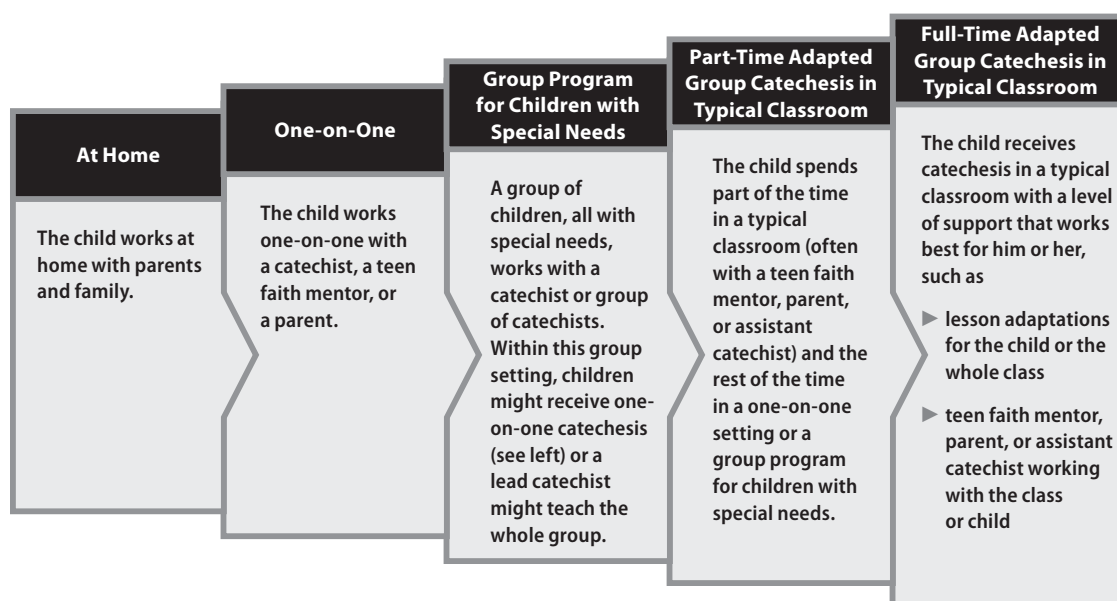 At Home
The child works at
home with parents
and family.
One-on-One
The child works
one-on-one with
a catechist, a teen
faith mentor, or
a parent.
Group Program
for Children with
Special Needs
A group of
children, all with
special needs,
works with a
catechist or group
of catechists.
Within this group
setting, children
might receive one-
on-one catechesis
(see left) or a
lead catechist
might teach the
whole group.
Part-Time Adapted
Group Catechesis in
Typical Classroom
The child spends
part of the time
in a typical
classroom (often
with a teen faith
mentor, parent,
or assistant
catechist) and the
rest of the time
in a one-on-one
setting or a
group program
for children with
special needs.
Full-Time Adapted
Group Catechesis in
Typical Classroom
The child receives
catechesis in a typical
classroom with a level
of support that works
best for him or her,
such as
► lesson adaptations
for the child or the
whole class
► teen faith mentor,
parent, or assistant
catechist working
with the class
or child